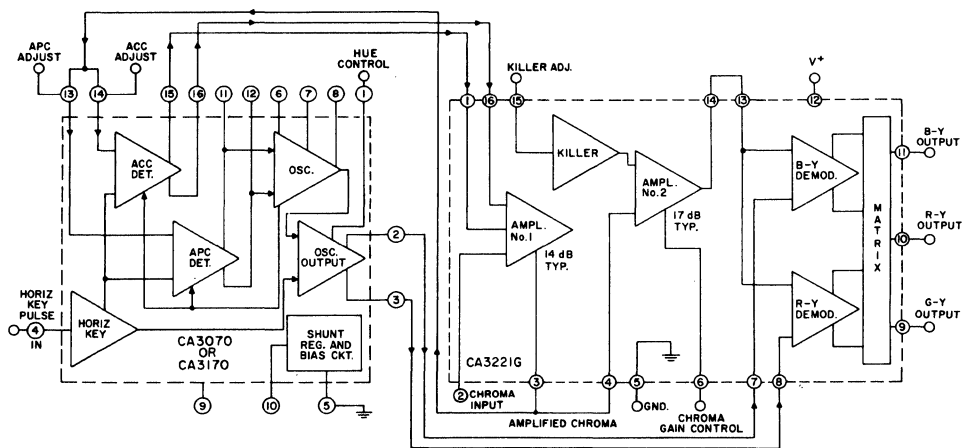 APC
ADJUST
ACC
ADJUST
HUE
CONTROL
KILLER ADJ.
V+
13
14
15
16
11
12
6
7
8
1
1
16
15
14
13
12
ACC
DET.
OSC.
APC
DET.
OSC.
OUTPUT
2
3
HORIZ
KEY
PULSE
4
IN
HORIZ
KEY
CA3070
OR
CA3170
SHUNT
REG. AND
BIAS CKT.
9
10
5
KILLER
AMPL.
No.2
17 dB
TYP.
AMPL.
No.1
14 dB
TYP.
B-Y
DEMOD.
R-Y
DEMOD.
MATRIX
11
B-Y
OUTPUT
10
R-Y
OUTPUT
9
G-Y
OUTPUT
CA3221G
2
CHROMA
INPUT
3
4
5
6
7
8
AMPLIFIED CHROMA
GND.
CHROMA
GAIN CONTROL